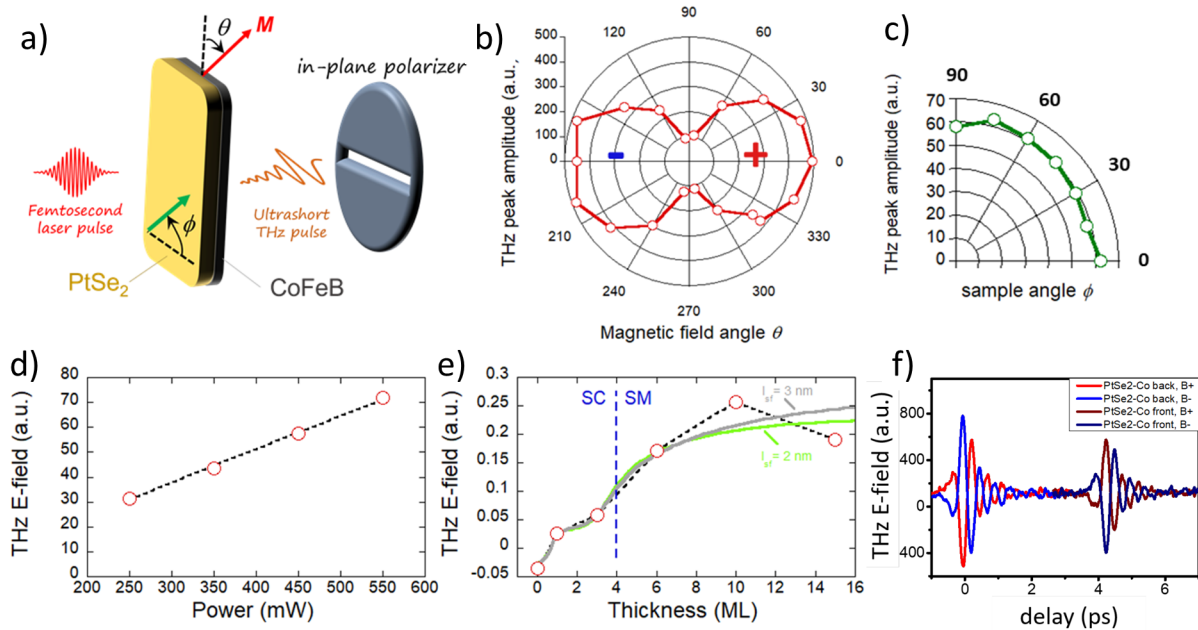 a)
θ
M
in-plane polarizer
Femtosecond
laser pulse
Ultrashort
THz pulse
ϕ
PtSe2
CoFeB
b)
THz peak amplitude (a.u.,
500
400
300
200
100
0
90
120
60
30
0
210
330
240
300
270
-
+
Magnetic field angle θ
c)
THz peak amplitude (a.u.)
90
70
60
50
40
30
20
10
0
60
30
0
sample angle ϕ
d)
THz E-field (a.u.)
80
70
60
50
40
30
20
10
0
200 250 300 350 400 450 500 550 600
Power (mW)
e)
THz E-field (a.u.)
0.3
0.25
0.2
0.15
0.1
0.05
0
-0.05
SC SM
lsf= 3 nm
lsf= 2 nm
0 2 4 6 8 10 12 14 16
Thickness (ML)
f)
THz E-field (a.u.)
800
400
0
400
PtSe2-Co back, B+
PtSe2-Co back, B-
PtSe2-Co front, B+
PtSe2-Co front, B-
0 2 4 6
delay (ps)